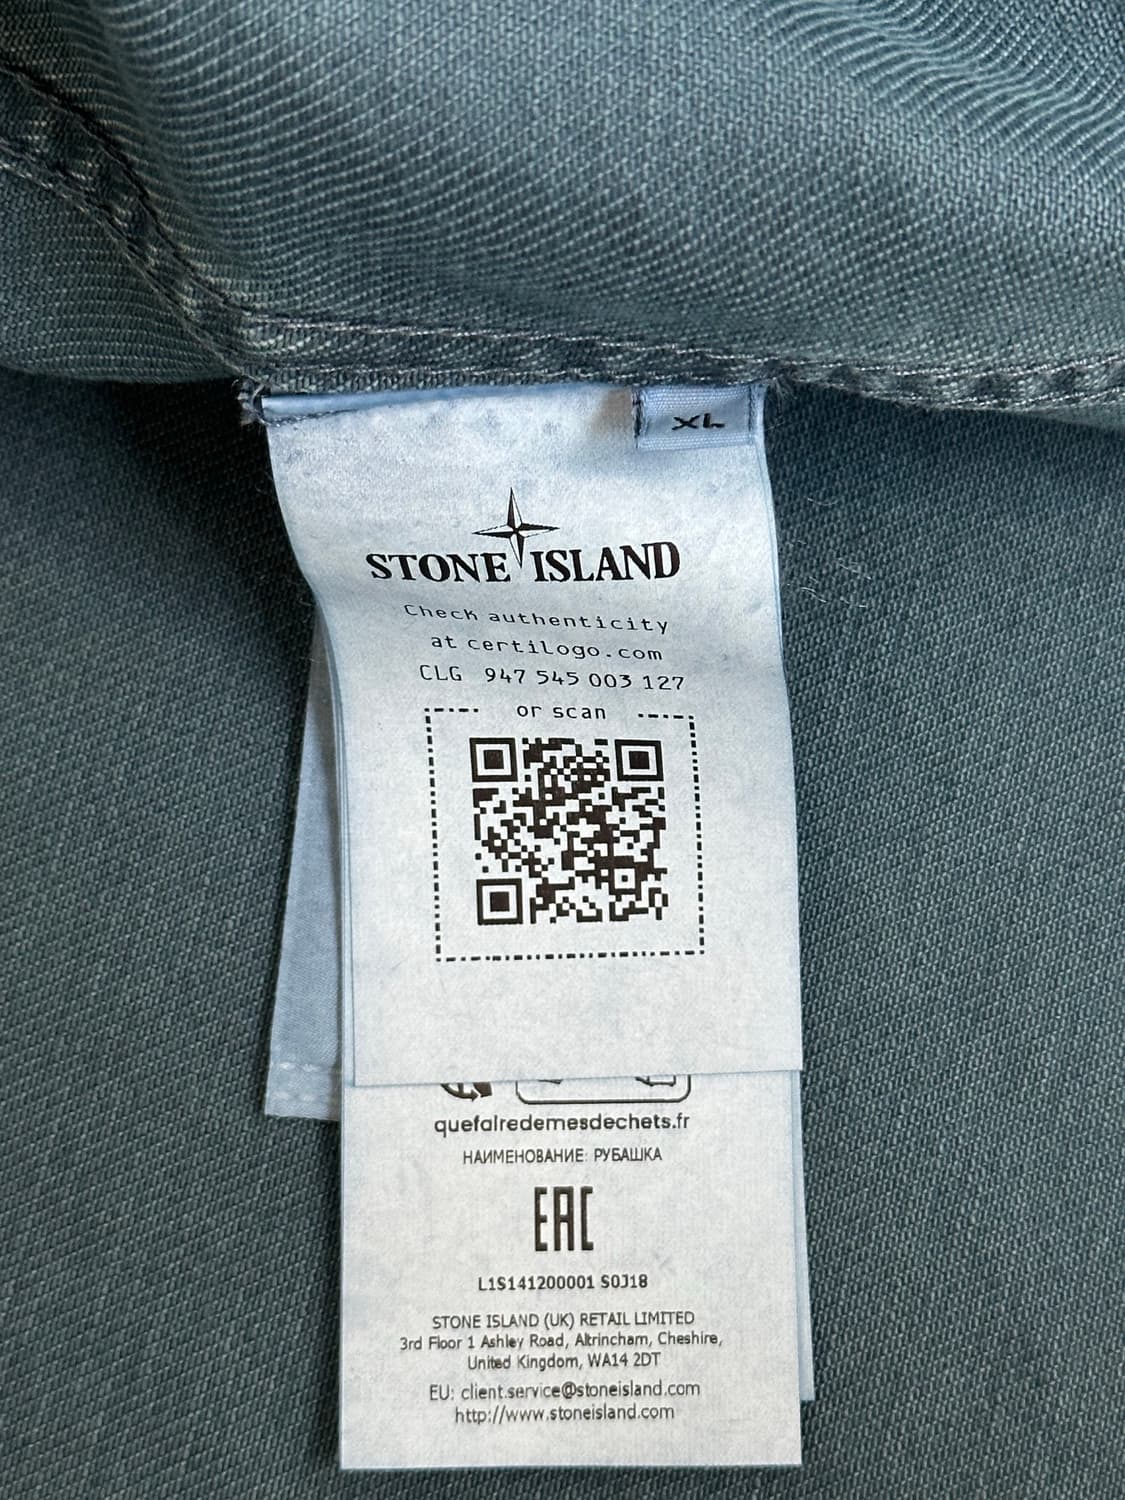 XL
STONE ISLAND
Check authenticity
at certilogo.com
CLG 947 545 003 127
or scan
quefairedemesdechets.fr
НАИМЕНОВАНИЕ: РУБАШКА
EAC
L1S141200001 S0J18
STONE ISLAND (UK) RETAIL LIMITED
3rd Floor 1 Ashley Road, Altrincham, Cheshire,
United Kingdom, WA14 2DT
EU: client.service@stoneisland.com
http://www.stoneisland.com